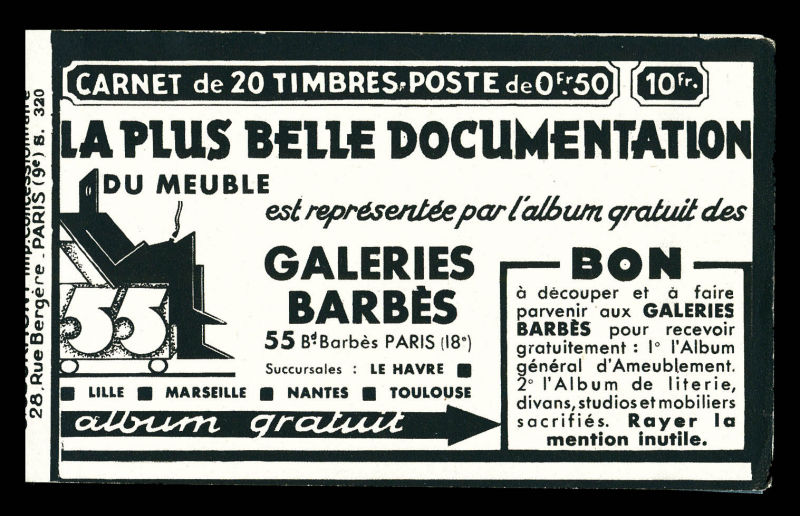 CARNET de 20 TIMBRES-POSTE de 0Fr.50 10Fr.
LA PLUS BELLE DOCUMENTATION
DU MEUBLE
est représentée par l'album gratuit des
GALERIES
BARBÈS
55 Bd Barbès PARIS (18e)
Succursales : LE HAVRE
LILLE MARSEILLE NANTES TOULOUSE
album gratuit
55
BON
à découper et à faire
parvenir aux GALERIES
BARBÈS pour recevoir
gratuitement : 1° l'Album
général d'Ameublement.
2° l'Album de literie,
divans, studios et mobiliers
sacrifiés. Rayer la
mention inutile.
28, Rue Bergère - PARIS (9e) S. 320